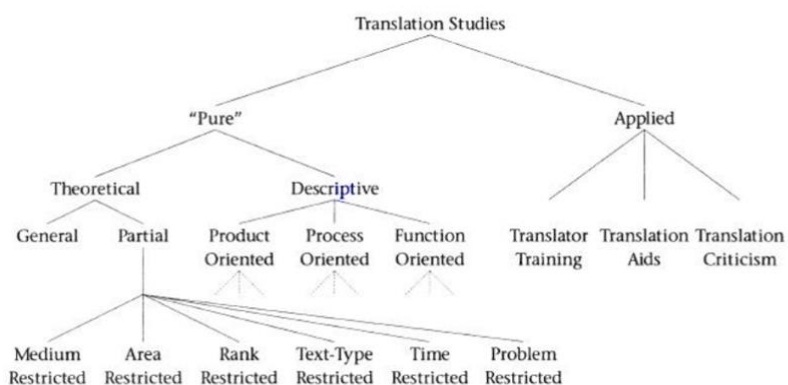 Translation Studies
“Pure” Applied
Theoretical Descriptive
General Partial Product Process Function Translator Translation Translation
Oriented Oriented Oriented Training Aids Criticism
Medium Area Rank Text-Type Time Problem
Restricted Restricted Restricted Restricted Restricted Restricted